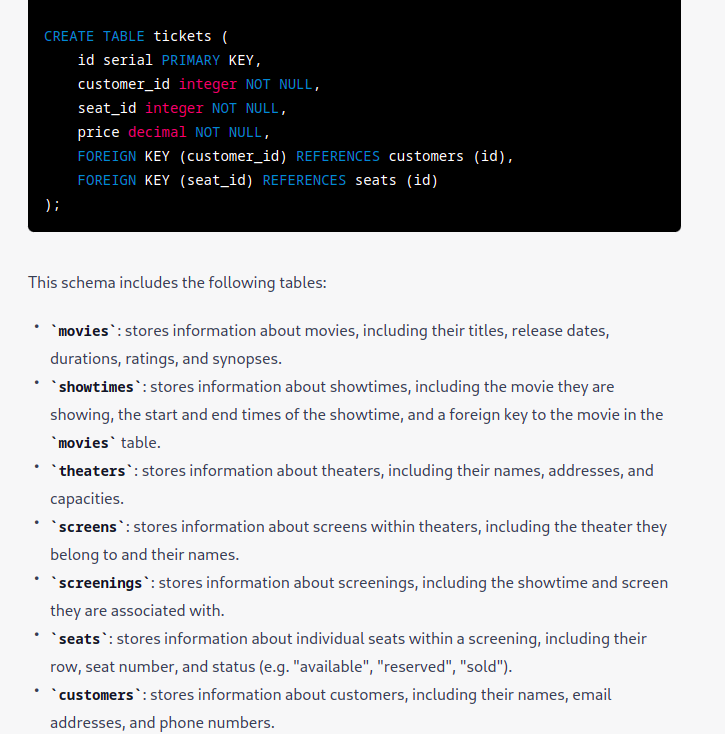 CREATE TABLE tickets (
    id serial PRIMARY KEY,
    customer_id integer NOT NULL,
    seat_id integer NOT NULL,
    price decimal NOT NULL,
    FOREIGN KEY (customer_id) REFERENCES customers (id),
    FOREIGN KEY (seat_id) REFERENCES seats (id)
);
This schema includes the following tables:
• `movies`: stores information about movies, including their titles, release dates,
durations, ratings, and synopses.
• `showtimes`: stores information about showtimes, including the movie they are
showing, the start and end times of the showtime, and a foreign key to the movie in the
`movies` table.
• `theaters`: stores information about theaters, including their names, addresses, and
capacities.
• `screens`: stores information about screens within theaters, including the theater they
belong to and their names.
• `screenings`: stores information about screenings, including the showtime and screen
they are associated with.
• `seats`: stores information about individual seats within a screening, including their
row, seat number, and status (e.g. "available", "reserved", "sold").
• `customers`: stores information about customers, including their names, email
addresses, and phone numbers.